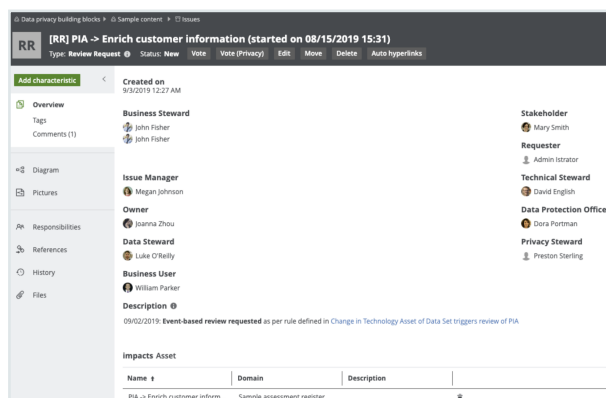 Data privacy building blocks ▸ Sample content ▸ Issues
RR
[RR] PIA -> Enrich customer information (started on 08/15/2019 15:31)
Type: Review Request Status: New Vote Vote (Privacy) Edit Move Delete Auto hyperlinks
Add characteristic <
Overview
Tags
Comments (1)
Diagram
Pictures
Responsibilities
References
History
Files
Created on
9/3/2019 12:27 AM
Business Steward
John Fisher
John Fisher
Stakeholder
Mary Smith
Requester
Admin Istrator
Issue Manager
Megan Johnson
Technical Steward
David English
Owner
Joanna Zhou
Data Protection Office
Dora Portman
Data Steward
Luke O'Reilly
Privacy Steward
Preston Sterling
Business User
William Parker
Description
09/02/2019: Event-based review requested as per rule defined in Change in Technology Asset of Data Set triggers review of PIA
impacts Asset
Name ↑ Domain Description
PIA -> Enrich customer inform Sample assessment register